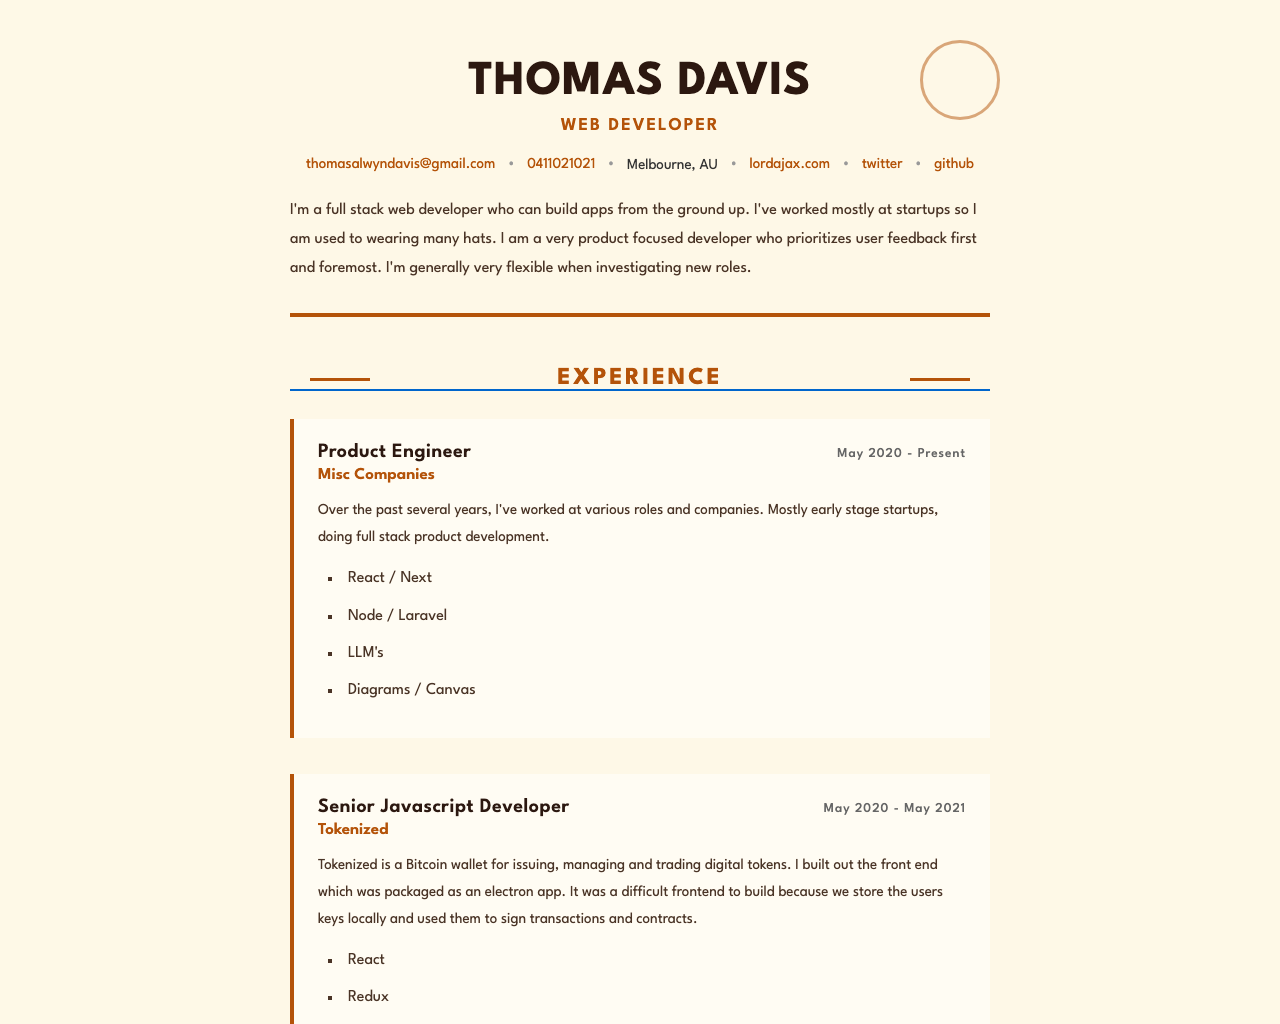 THOMAS DAVIS
WEB DEVELOPER
thomasalwyndavis@gmail.com • 0411021021 • Melbourne, AU • lordajax.com • twitter • github
I'm a full stack web developer who can build apps from the ground up. I've worked mostly at startups so I
am used to wearing many hats. I am a very product focused developer who prioritizes user feedback first
and foremost. I'm generally very flexible when investigating new roles.
EXPERIENCE
Product Engineer May 2020 - Present
Misc Companies
Over the past several years, I've worked at various roles and companies. Mostly early stage startups,
doing full stack product development.
▪ React / Next
▪ Node / Laravel
▪ LLM's
▪ Diagrams / Canvas
Senior Javascript Developer May 2020 - May 2021
Tokenized
Tokenized is a Bitcoin wallet for issuing, managing and trading digital tokens. I built out the front end
which was packaged as an electron app. It was a difficult frontend to build because we store the users
keys locally and used them to sign transactions and contracts.
▪ React
▪ Redux